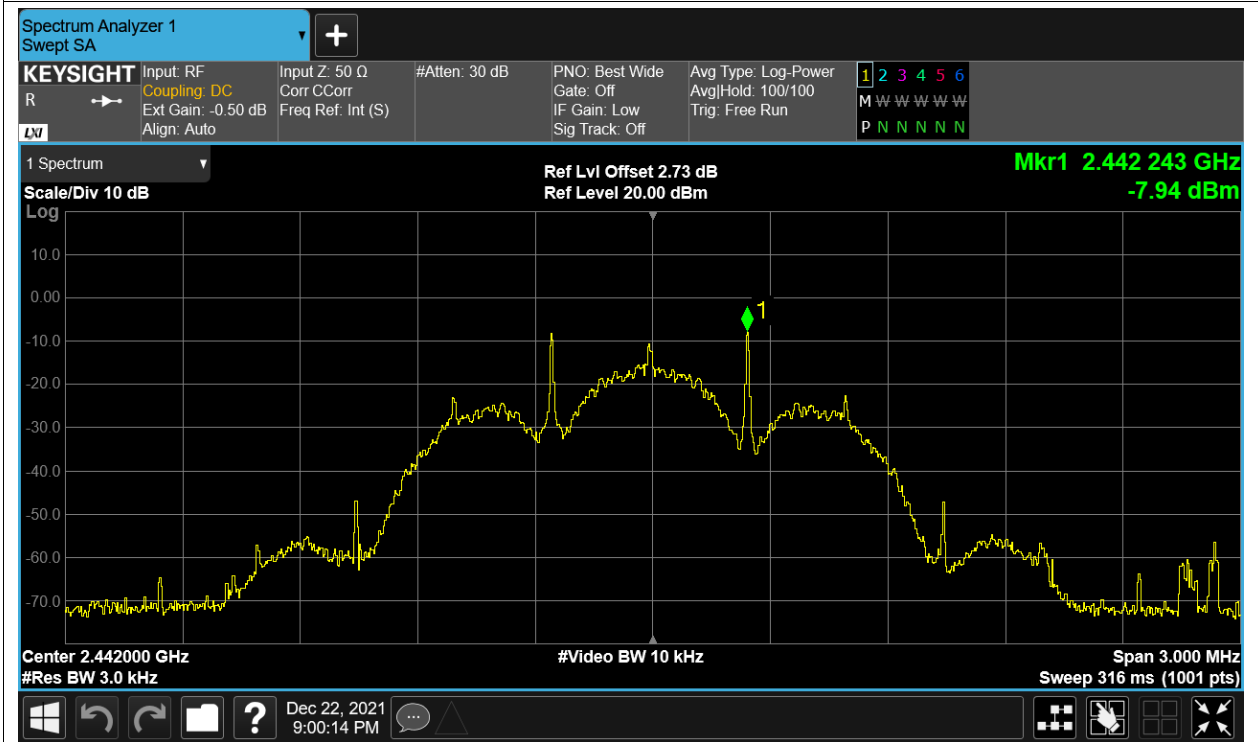 Spectrum Analyzer 1
Swept SA
+
KEYSIGHT
R
LXI
Input: RF
Coupling: DC
Ext Gain: -0.50 dB
Align: Auto
Input Z: 50 Ω
Corr CCorr
Freq Ref: Int (S)
#Atten: 30 dB
PNO: Best Wide
Gate: Off
IF Gain: Low
Sig Track: Off
Avg Type: Log-Power
Avg|Hold: 100/100
Trig: Free Run
1 2 3 4 5 6
M W W W W W
P N N N N N
1 Spectrum
Scale/Div 10 dB
Ref Lvl Offset 2.73 dB
Ref Level 20.00 dBm
Mkr1 2.442 243 GHz
-7.94 dBm
Log
10.0
0.00
-10.0
-20.0
-30.0
-40.0
-50.0
-60.0
-70.0
1
Center 2.442000 GHz
#Res BW 3.0 kHz
#Video BW 10 kHz
Span 3.000 MHz
Sweep 316 ms (1001 pts)
?
Dec 22, 2021
9:00:14 PM